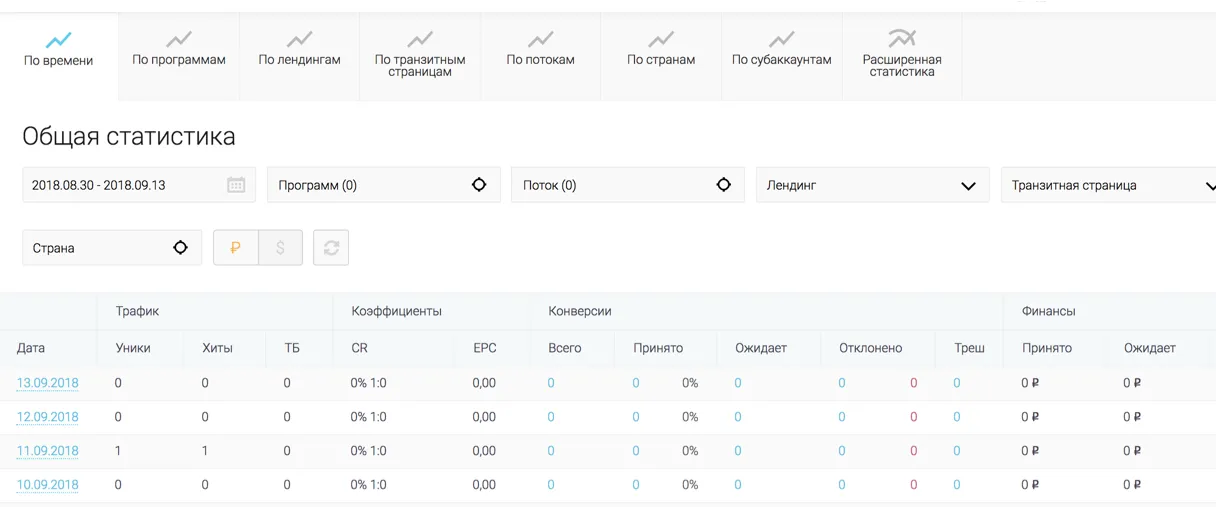 По времени По программам По лендингам По транзитным страницам По потокам По странам По субаккаунтам Расширенная статистика
Общая статистика
2018.08.30 - 2018.09.13 Программ (0) Поток (0) Лендинг Транзитная страница
Страна ₽ $
Трафик Коэффициенты Конверсии Финансы
Дата Уники Хиты ТБ CR EPC Всего Принято Ожидает Отклонено Треш Принято Ожидает
13.09.2018 0 0 0 0% 1:0 0,00 0 0 0% 0 0 0 0 0 ₽ 0 ₽
12.09.2018 0 0 0 0% 1:0 0,00 0 0 0% 0 0 0 0 0 ₽ 0 ₽
11.09.2018 1 1 0 0% 1:0 0,00 0 0 0% 0 0 0 0 0 ₽ 0 ₽
10.09.2018 0 0 0 0% 1:0 0,00 0 0 0% 0 0 0 0 0 ₽ 0 ₽